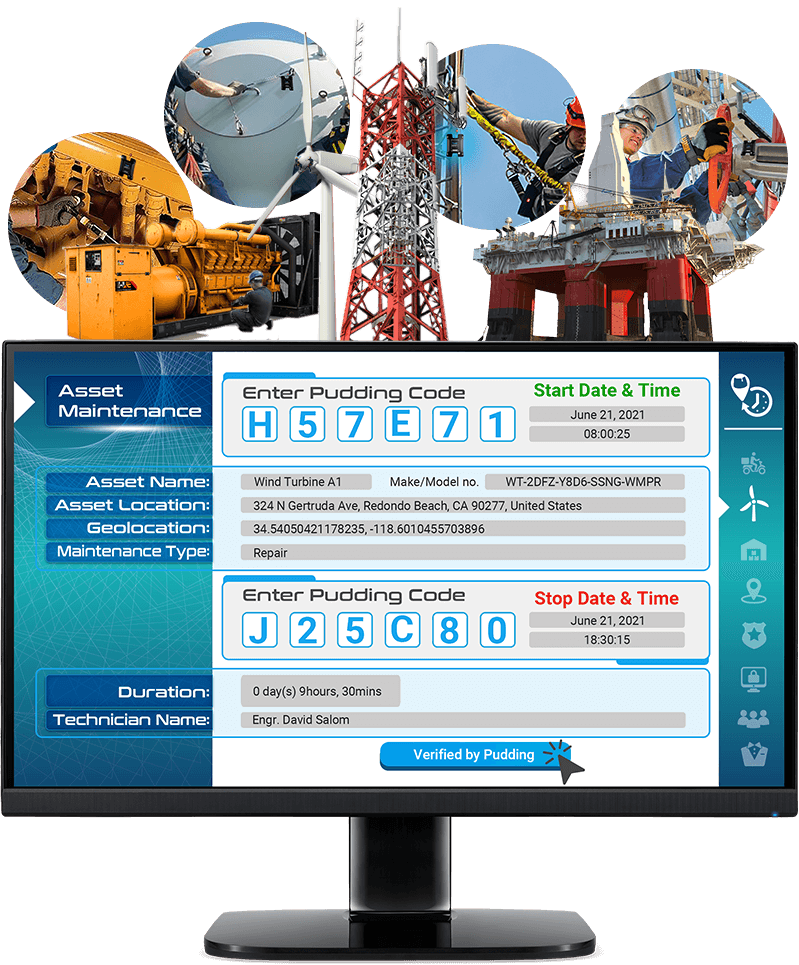 Asset
Maintenance
Enter Pudding Code
H 5 7 E 7 1
Start Date & Time
June 21, 2021
08:00:25
Asset Name: Wind Turbine A1 Make/Model no. WT-2DFZ-Y8D6-SSNG-WMPR
Asset Location: 324 N Gertruda Ave, Redondo Beach, CA 90277, United States
Geolocation: 34.54050421178235, -118.6010455703896
Maintenance Type: Repair
Enter Pudding Code
J 2 5 C 8 0
Stop Date & Time
June 21, 2021
18:30:15
Duration: 0 day(s) 9hours, 30mins
Technician Name: Engr. David Salom
Verified by Pudding